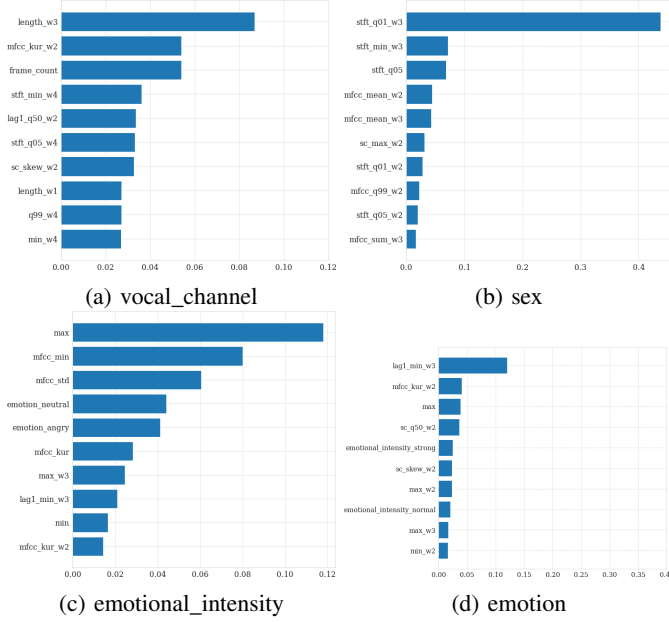 length_w3
mfcc_kur_w2
frame_count
stft_min_w4
lag1_q50_w2
stft_q05_w4
sc_skew_w2
length_w1
q99_w4
min_w4
0.00 0.02 0.04 0.06 0.08 0.10 0.12
(a) vocal_channel
stft_q01_w3
stft_min_w3
stft_q05
mfcc_mean_w2
mfcc_mean_w3
sc_max_w2
stft_q01_w2
mfcc_q99_w2
stft_q05_w2
mfcc_sum_w3
0.0 0.1 0.2 0.3 0.4
(b) sex
max
mfcc_min
mfcc_std
emotion_neutral
emotion_angry
mfcc_kur
max_w3
lag1_min_w3
min
mfcc_kur_w2
0.00 0.02 0.04 0.06 0.08 0.10 0.12
(c) emotional_intensity
lag1_min_w3
mfcc_kur_w2
max
sc_q50_w2
emotional_intensity_strong
sc_skew_w2
max_w2
emotional_intensity_normal
max_w3
min_w2
0.00 0.05 0.10 0.15 0.20 0.25 0.30 0.35 0.40
(d) emotion